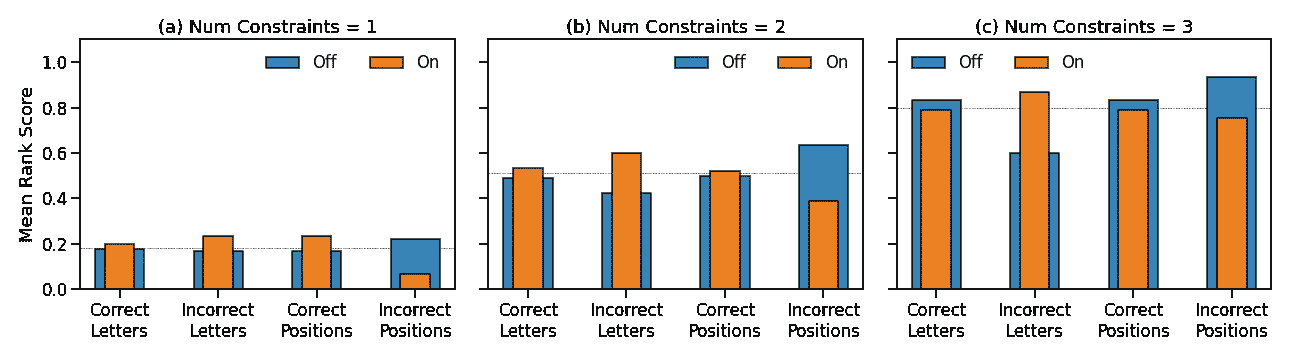 (a) Num Constraints = 1
(b) Num Constraints = 2
(c) Num Constraints = 3
Mean Rank Score
1.0
0.8
0.6
0.4
0.2
0.0
Off On
Off On
Off On
Correct Letters
Incorrect Letters
Correct Positions
Incorrect Positions
Correct Letters
Incorrect Letters
Correct Positions
Incorrect Positions
Correct Letters
Incorrect Letters
Correct Positions
Incorrect Positions